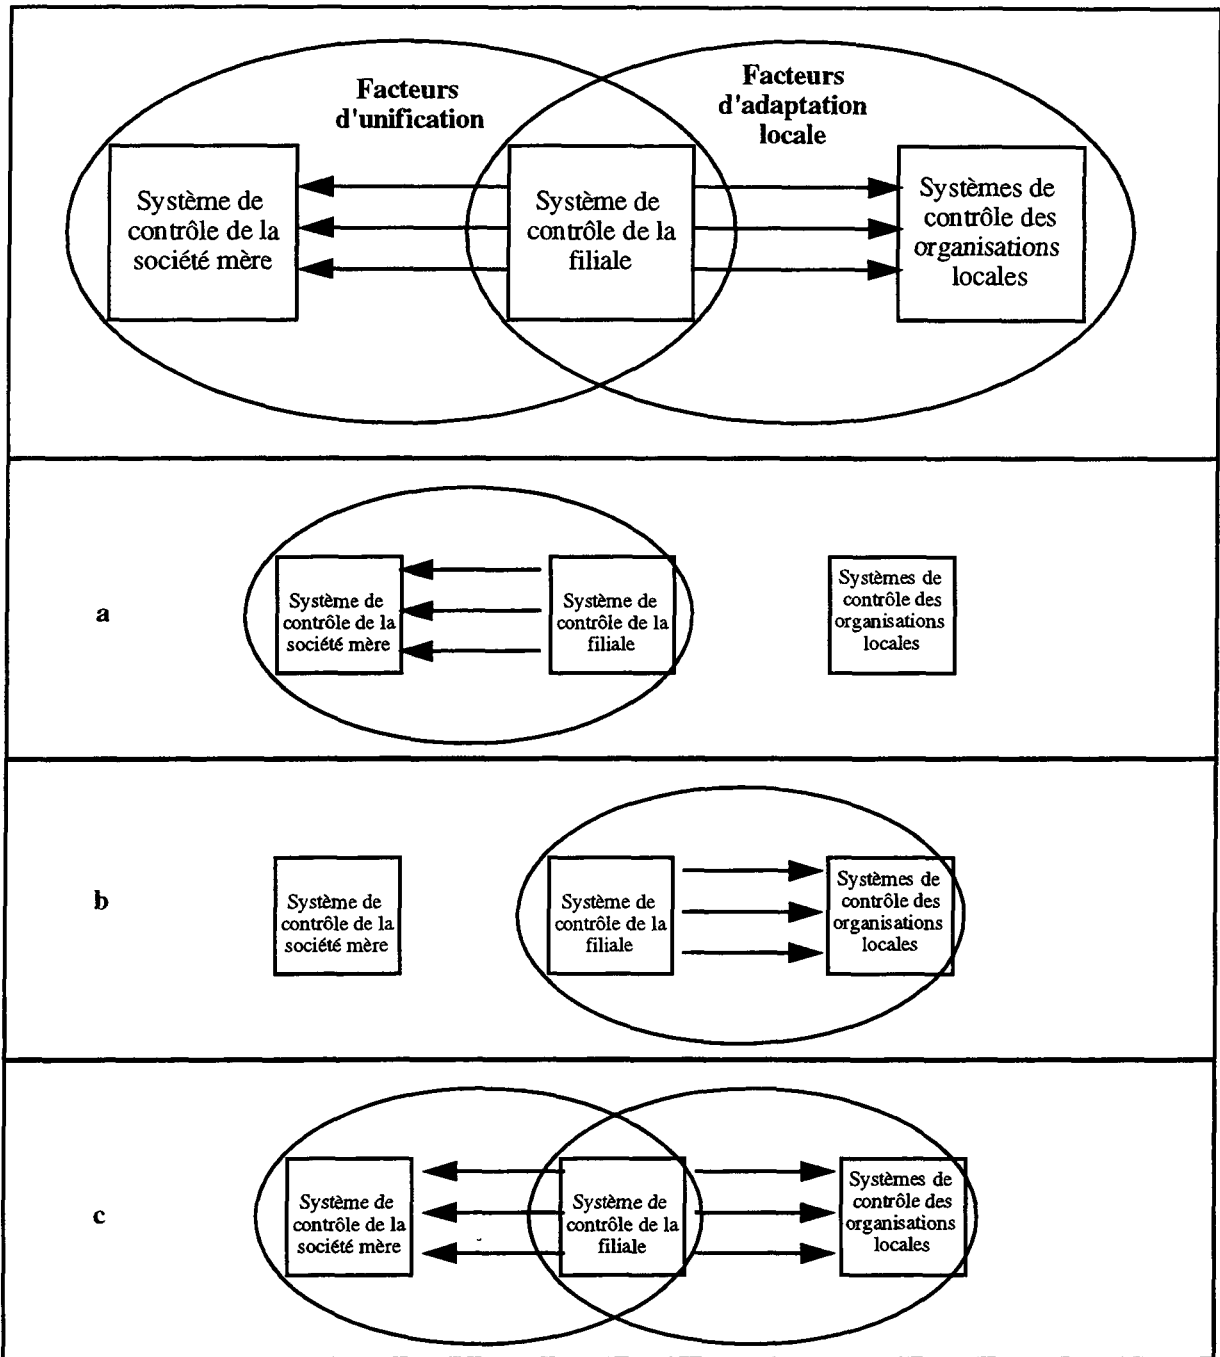 Facteurs
d'unification
Facteurs
d'adaptation
locale
Système de
contrôle de la
société mère
Système de
contrôle de la
filiale
Systèmes de
contrôle des
organisations
locales
a
Système de
contrôle de la
société mère
Système de
contrôle de la
filiale
Systèmes de
contrôle des
organisations
locales
b
Système de
contrôle de la
société mère
Système de
contrôle de la
filiale
Systèmes de
contrôle des
organisations
locales
c
Système de
contrôle de la
société mère
Système de
contrôle de la
filiale
Systèmes de
contrôle des
organisations
locales